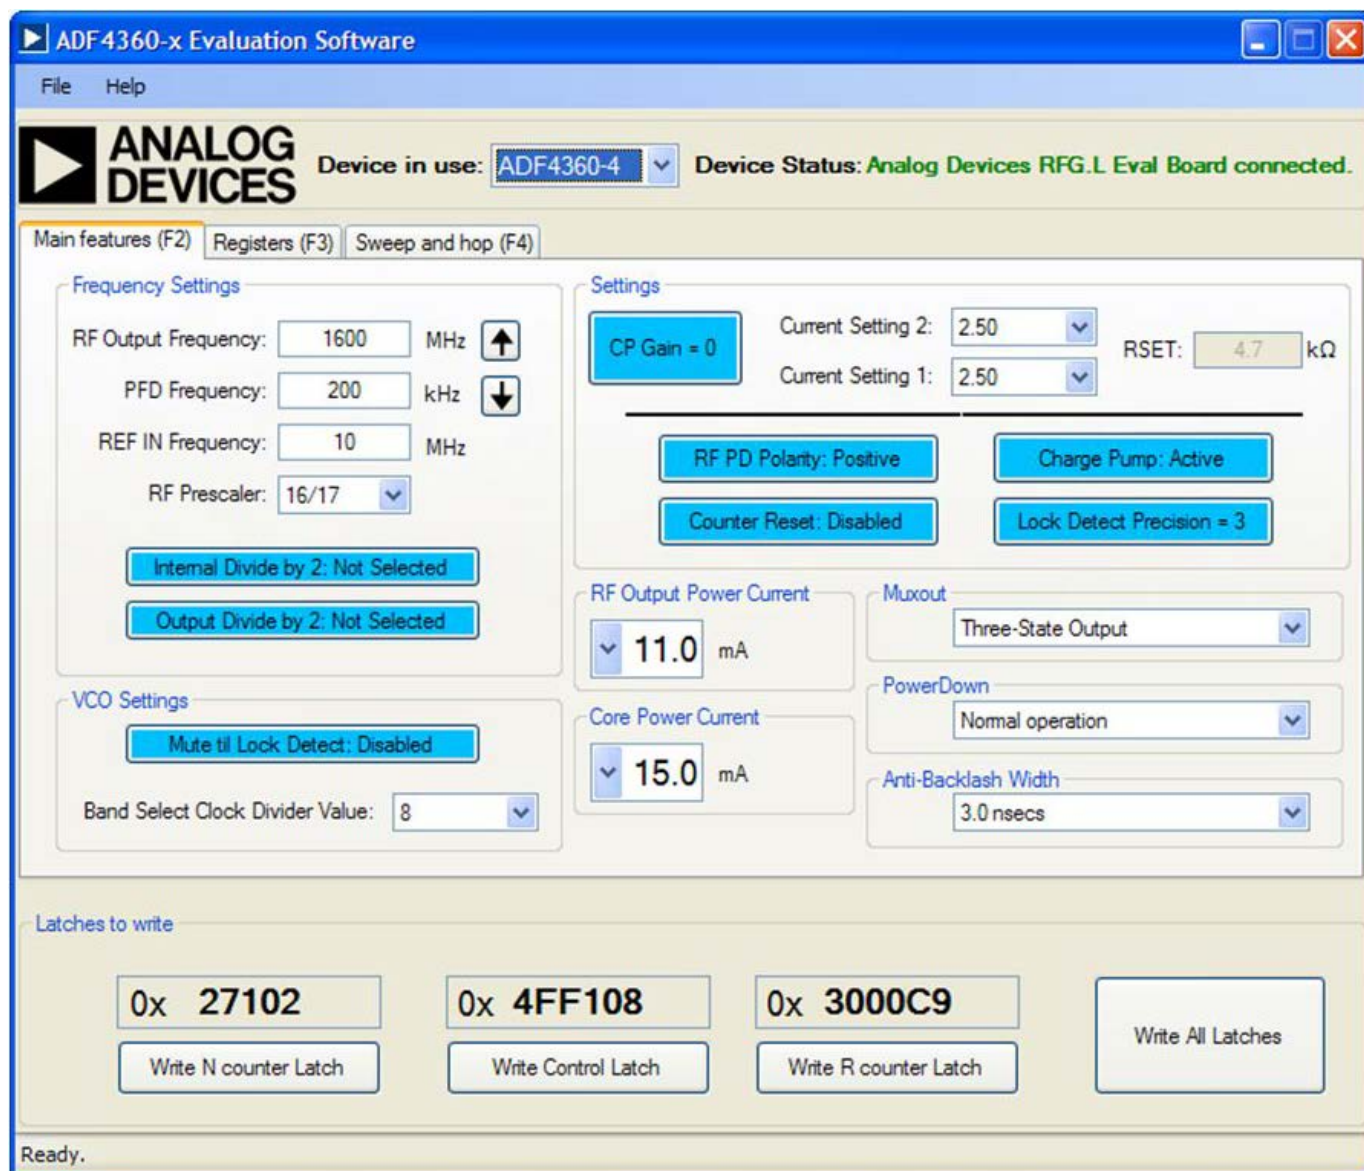 ADF4360-x Evaluation Software
File Help
ANALOG
DEVICES
Device in use: ADF4360-4 Device Status: Analog Devices RFG.L Eval Board connected.
Main features (F2) Registers (F3) Sweep and hop (F4)
Frequency Settings
RF Output Frequency: 1600 MHz
PFD Frequency: 200 kHz
REF IN Frequency: 10 MHz
RF Prescaler: 16/17
Internal Divide by 2: Not Selected
Output Divide by 2: Not Selected
VCO Settings
Mute til Lock Detect: Disabled
Band Select Clock Divider Value: 8
Settings
CP Gain = 0
Current Setting 2: 2.50
Current Setting 1: 2.50
RSET: 4.7 kΩ
RF PD Polarity: Positive Charge Pump: Active
Counter Reset: Disabled Lock Detect Precision = 3
RF Output Power Current
11.0 mA
Core Power Current
15.0 mA
Muxout
Three-State Output
PowerDown
Normal operation
Anti-Backlash Width
3.0 nsecs
Latches to write
0x 27102 0x 4FF108 0x 3000C9
Write N counter Latch Write Control Latch Write R counter Latch Write All Latches
Ready.